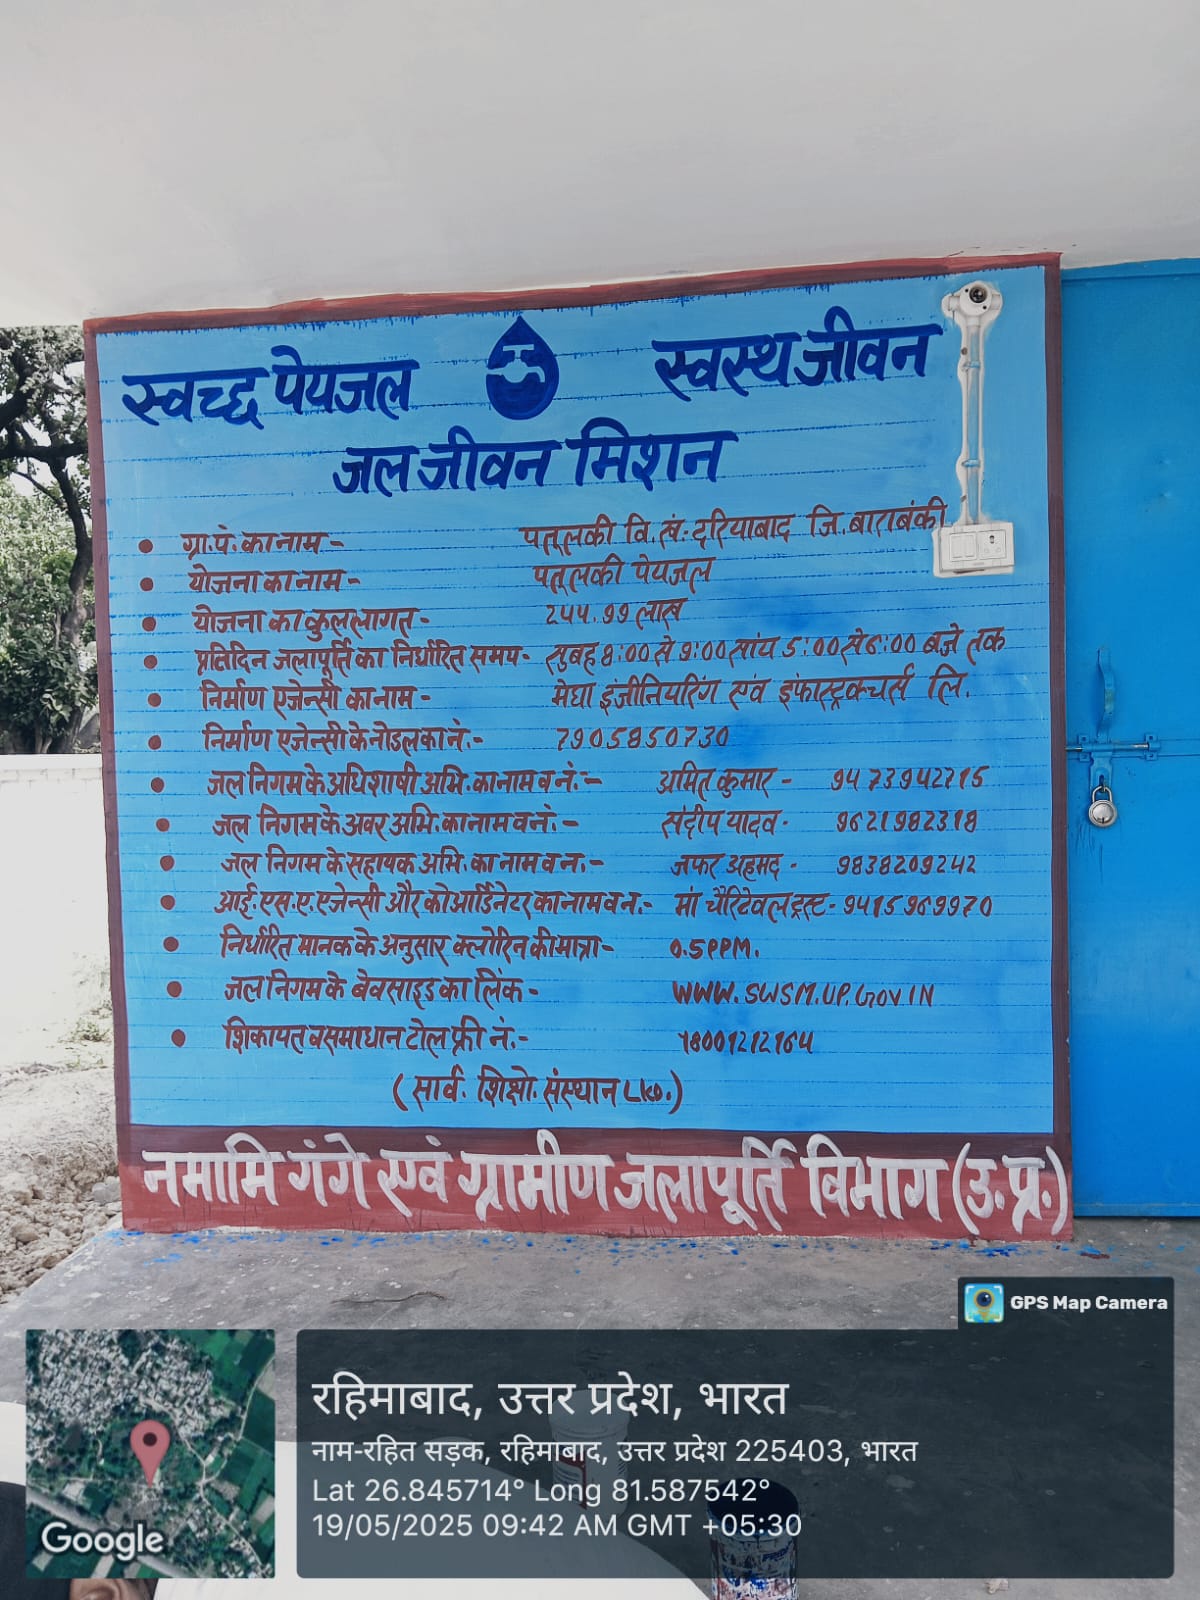 स्वच्छ पेयजल स्वस्थ जीवन
जल जीवन मिशन
• ग्रा.पं. का नाम - पतुलकी वि.खं. दरियाबाद जि.बाराबंकी
• योजना का नाम - पतुलकी पेयजल
• योजना का कुल लागत - 244.99 लाख
• प्रतिदिन जलापूर्ति का निर्धारित समय - सुबह 8:00 से 9:00 सांय 5:00 से 6:00 बजे तक
• निर्माण एजेन्सी का नाम - मेघा इंजीनियरिंग एवं इंफास्ट्रक्चर्स लि.
• निर्माण एजेन्सी के नोडल का नं.- 7905850730
• जल निगम के अधिशाषी अभि.का नाम व नं.:- अमित कुमार - 9473942715
• जल निगम के अवर अभि.का नाम व नं.:- संदीप यादव - 9621982318
• जल निगम के सहायक अभि. का नाम व न.:- जफर अहमद - 9838209242
• आई.एस.ए.एजेन्सी और कोआर्डिनेटर का नाम व न.:- मां चैरिटेवल ट्रस्ट - 9415969970
• निर्धारित मानक के अनुसार क्लोरिन की मात्रा - 0.5PPM.
• जल निगम के बेवसाइड का लिंक - WWW.SWSM.UP.GOV IN
• शिकायत व समाधान टोल फ्री नं.- 18001212164
(सार्व. शिक्षो. संस्थान LKO.)
नमामि गंगे एवं ग्रामीण जलापूर्ति विभाग (उ.प्र.)
GPS Map Camera
रहिमाबाद, उत्तर प्रदेश, भारत
नाम-रहित सड़क, रहिमाबाद, उत्तर प्रदेश 225403, भारत
Lat 26.845714° Long 81.587542°
19/05/2025 09:42 AM GMT +05:30
Google